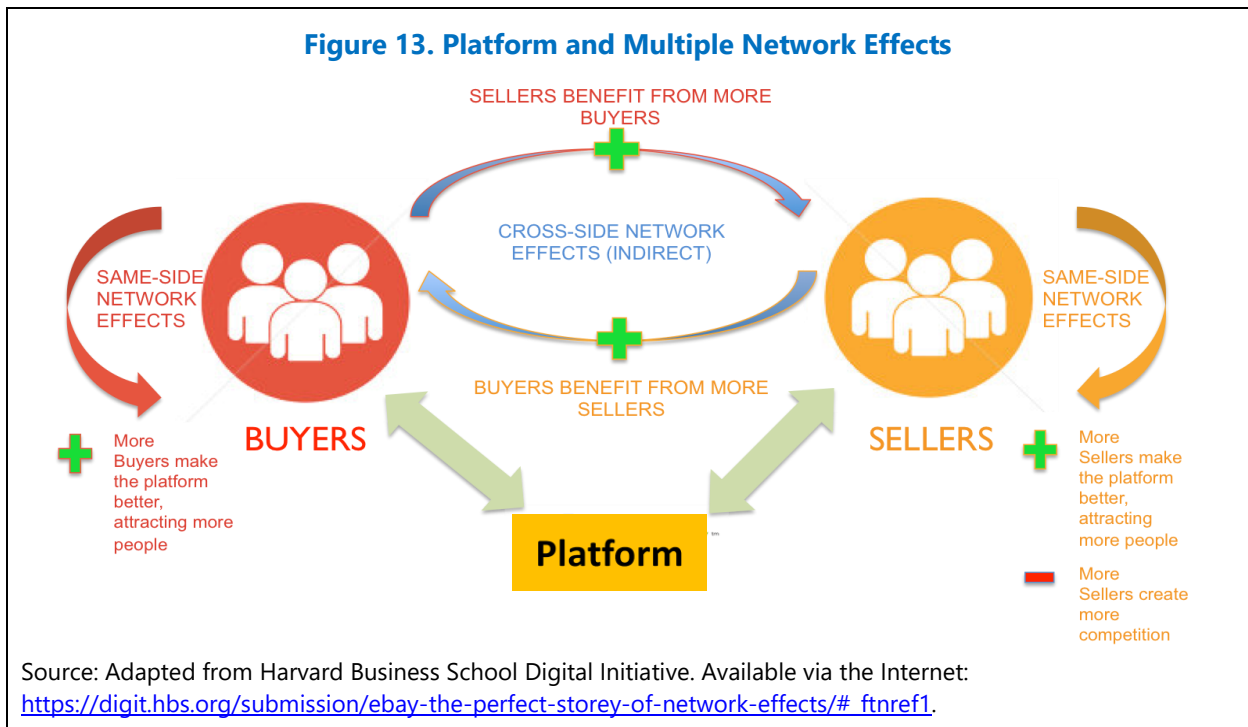 Figure 13. Platform and Multiple Network Effects
SELLERS BENEFIT FROM MORE
BUYERS
CROSS-SIDE NETWORK
EFFECTS (INDIRECT)
SAME-SIDE
NETWORK
EFFECTS
SAME-SIDE
NETWORK
EFFECTS
BUYERS BENEFIT FROM MORE
SELLERS
BUYERS
SELLERS
More
Buyers make
the platform
better,
attracting more
people
More
Sellers make
the platform
better,
attracting
more people
Platform
™
More
Sellers create
more
competition
Source: Adapted from Harvard Business School Digital Initiative. Available via the Internet:
https://digit.hbs.org/submission/ebay-the-perfect-storey-of-network-effects/#_ftnref1.